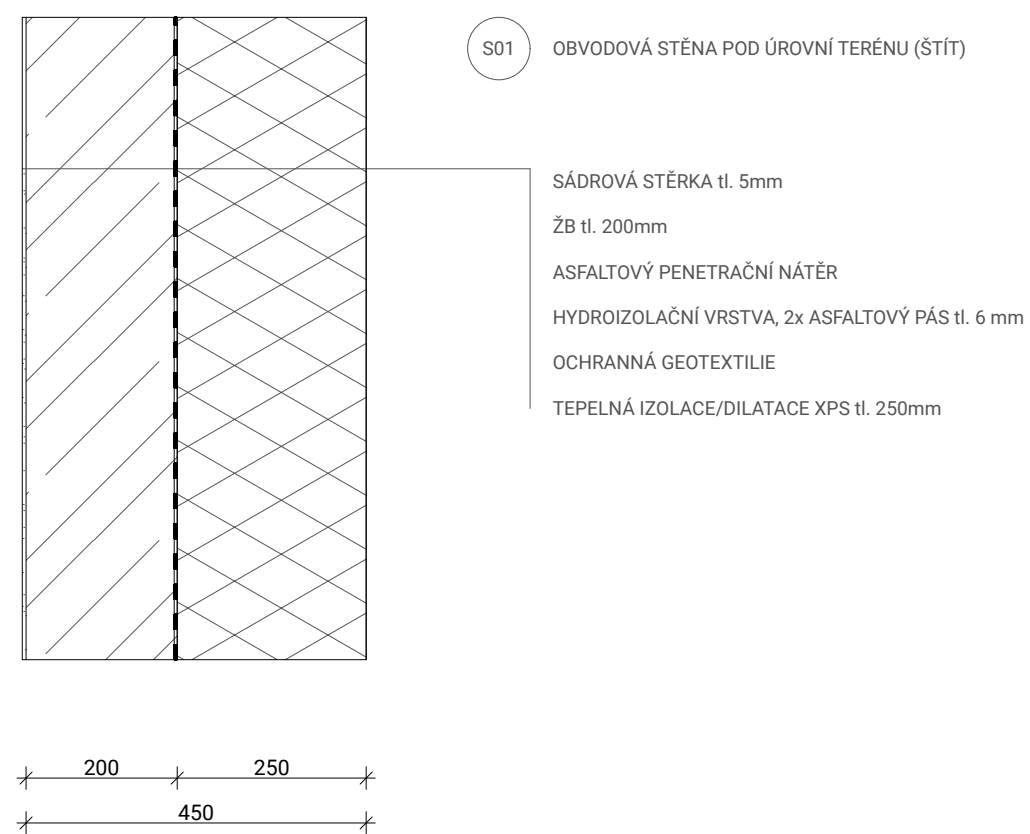 S01
OBVODOVÁ STĚNA POD ÚROVNÍ TERÉNU (ŠTÍT)
SÁDROVÁ STĚRKA tl. 5mm
ŽB tl. 200mm
ASFALTOVÝ PENETRAČNÍ NÁTĚR
HYDROIZOLAČNÍ VRSTVA, 2x ASFALTOVÝ PÁS tl. 6 mm
OCHRANNÁ GEOTEXTILIE
TEPELNÁ IZOLACE/DILATACE XPS tl. 250mm
200 250
450